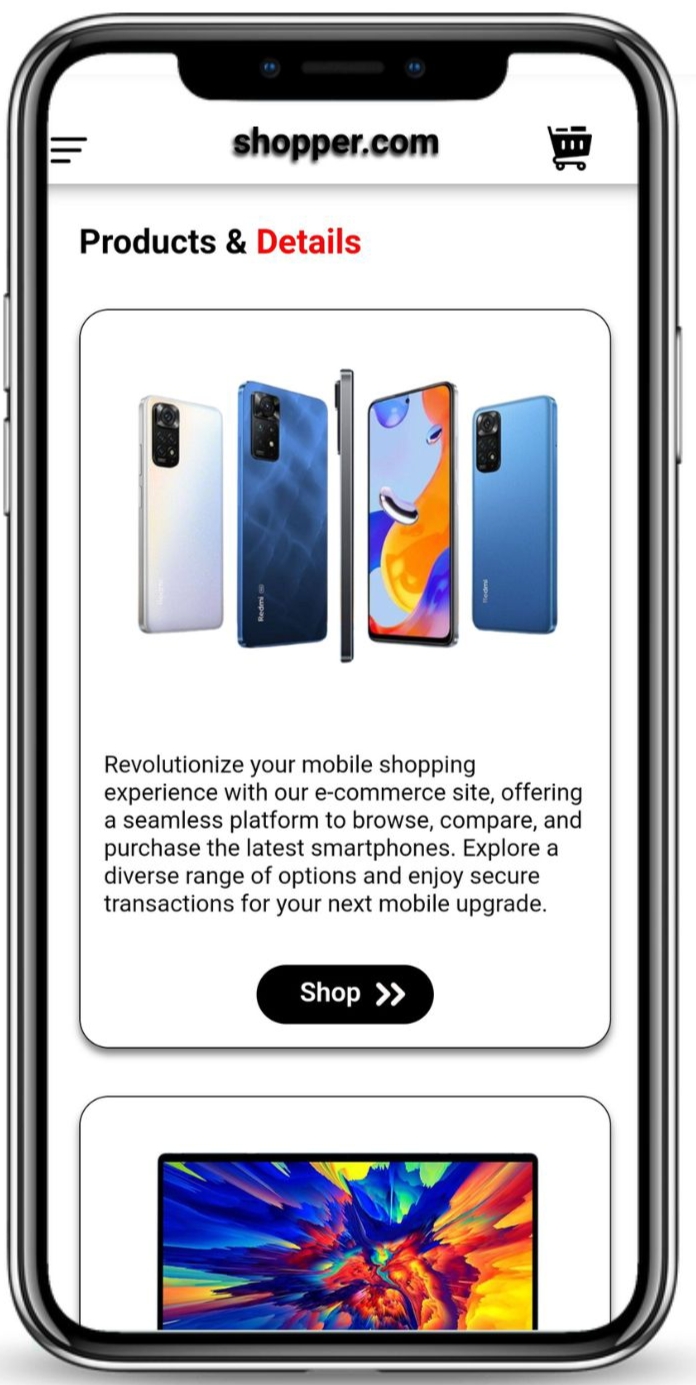 shopper.com
Products & Details
Redmi
Redmi
Revolutionize your mobile shopping
experience with our e-commerce site, offering
a seamless platform to browse, compare, and
purchase the latest smartphones. Explore a
diverse range of options and enjoy secure
transactions for your next mobile upgrade.
Shop